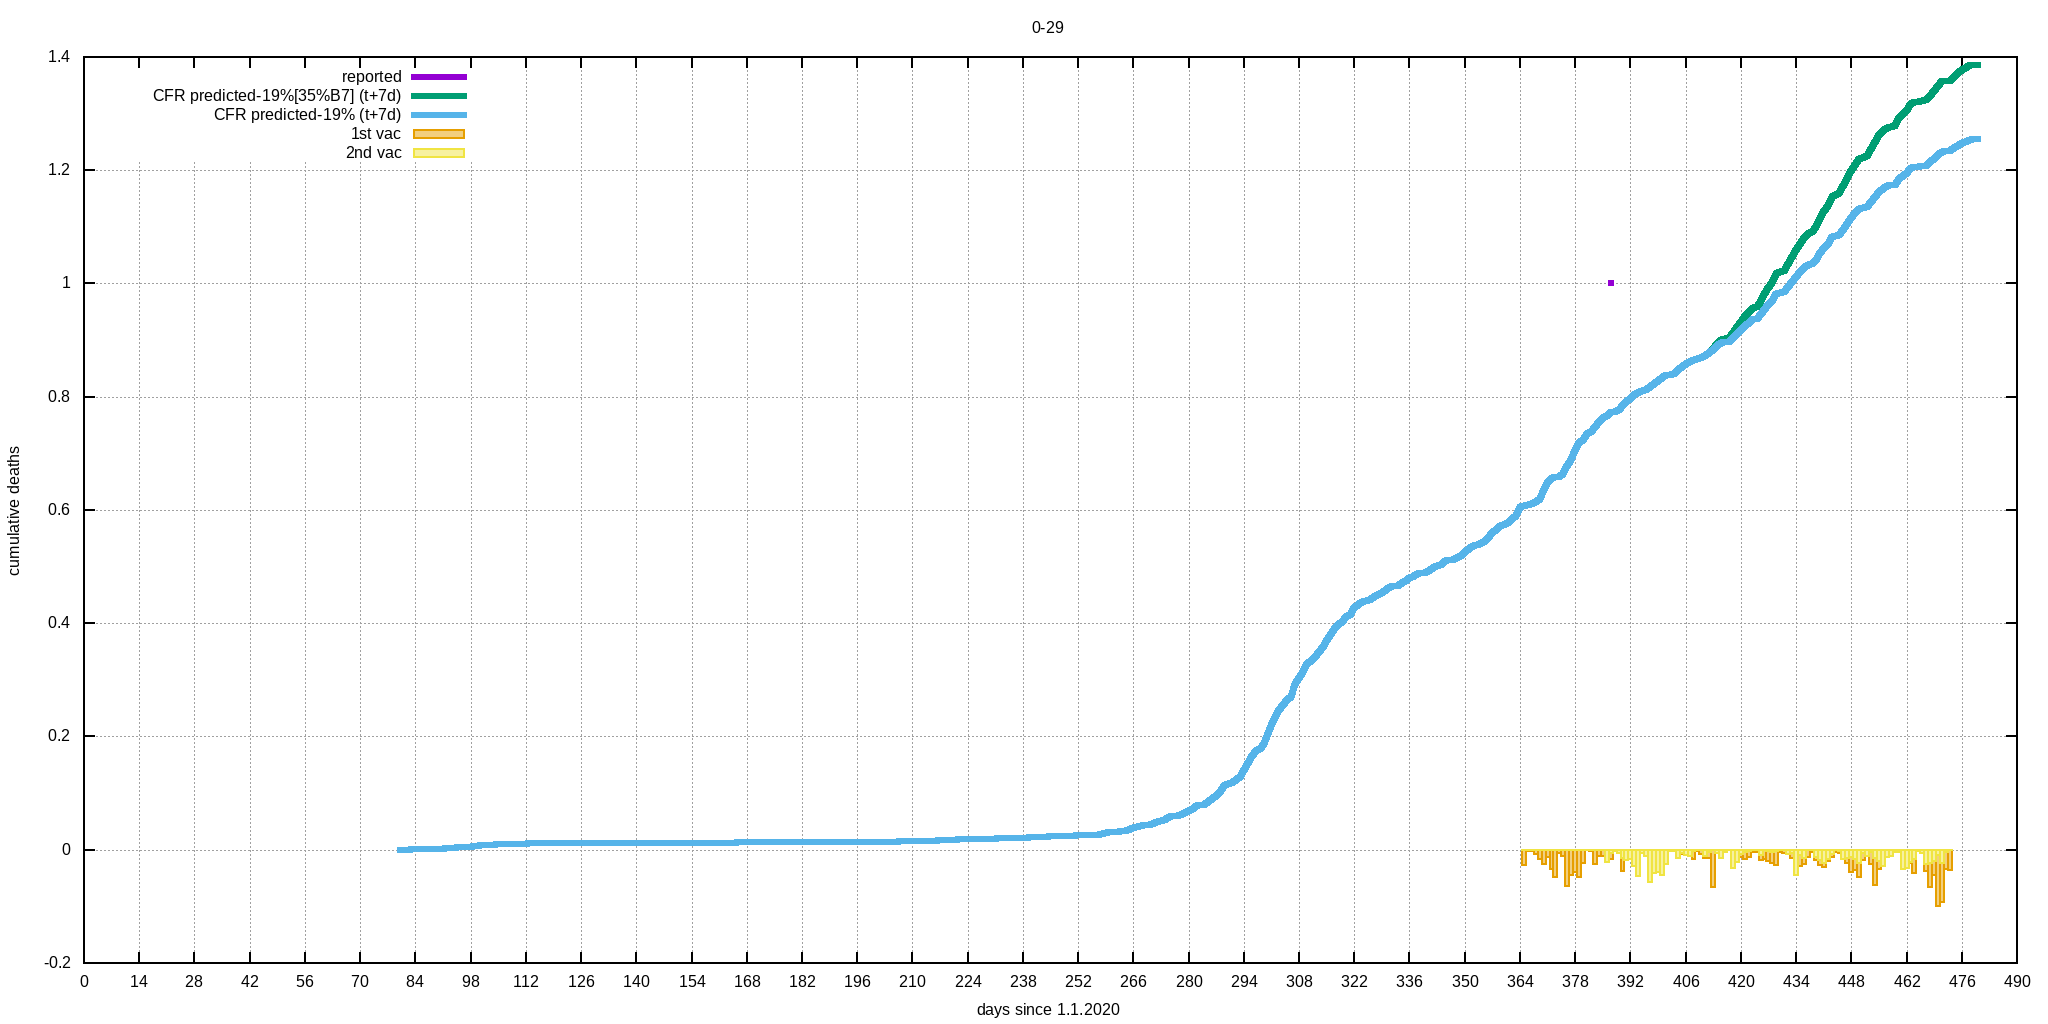 0-29
reported
CFR predicted-19%[35%B7] (t+7d)
CFR predicted-19% (t+7d)
1st vac
2nd vac
1.4
1.2
1
0.8
0.6
0.4
0.2
0
-0.2
cumulative deaths
0 14 28 42 56 70 84 98 112 126 140 154 168 182 196 210 224 238 252 266 280 294 308 322 336 350 364 378 392 406 420 434 448 462 476 490
days since 1.1.2020